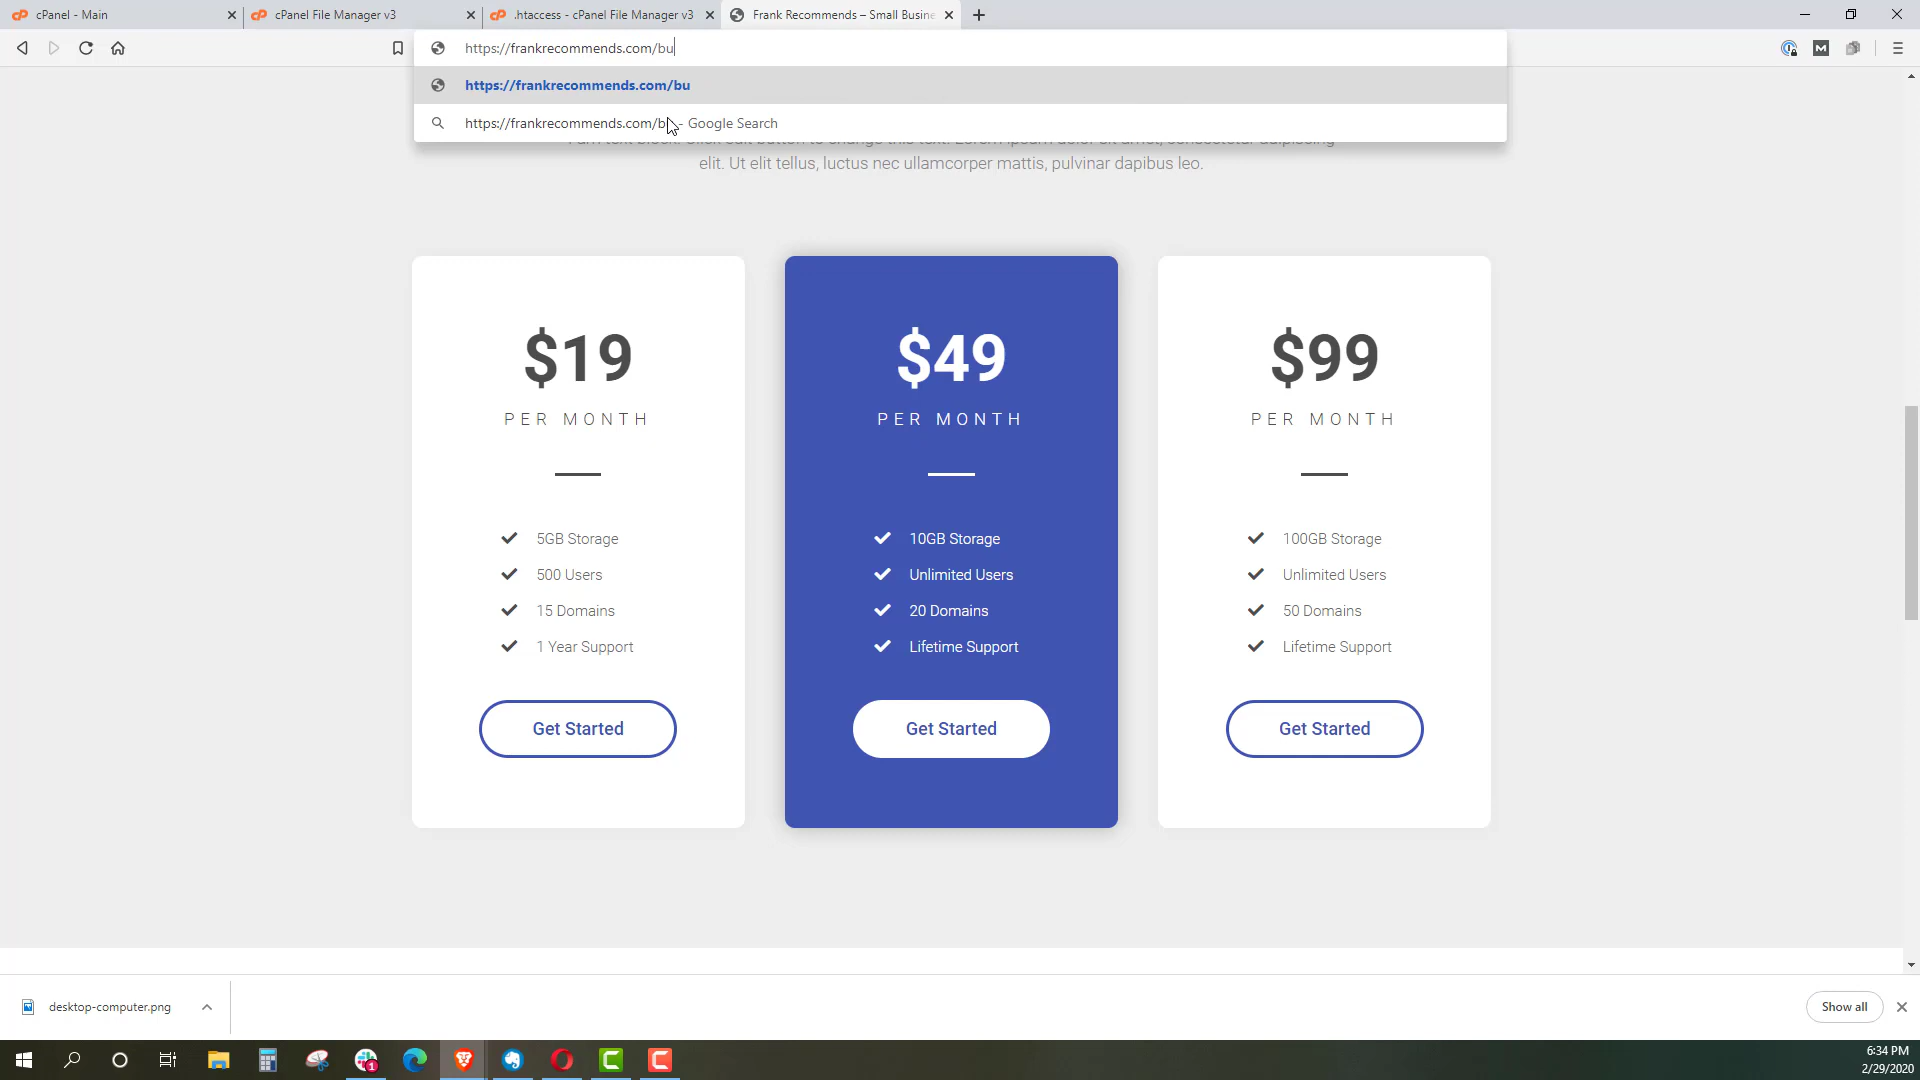 cPanel - Main
cPanel File Manager v3
.htaccess - cPanel File Manager v3
Frank Recommends – Small Busine
https://frankrecommends.com/bu
https://frankrecommends.com/bu
https://frankrecommends.com/b - Google Search
elit. Ut elit tellus, luctus nec ullamcorper mattis, pulvinar dapibus leo.
$19
PER MONTH
5GB Storage
500 Users
15 Domains
1 Year Support
Get Started
$49
PER MONTH
10GB Storage
Unlimited Users
20 Domains
Lifetime Support
Get Started
$99
PER MONTH
100GB Storage
Unlimited Users
50 Domains
Lifetime Support
Get Started
desktop-computer.png
Show all
6:34 PM
2/29/2020